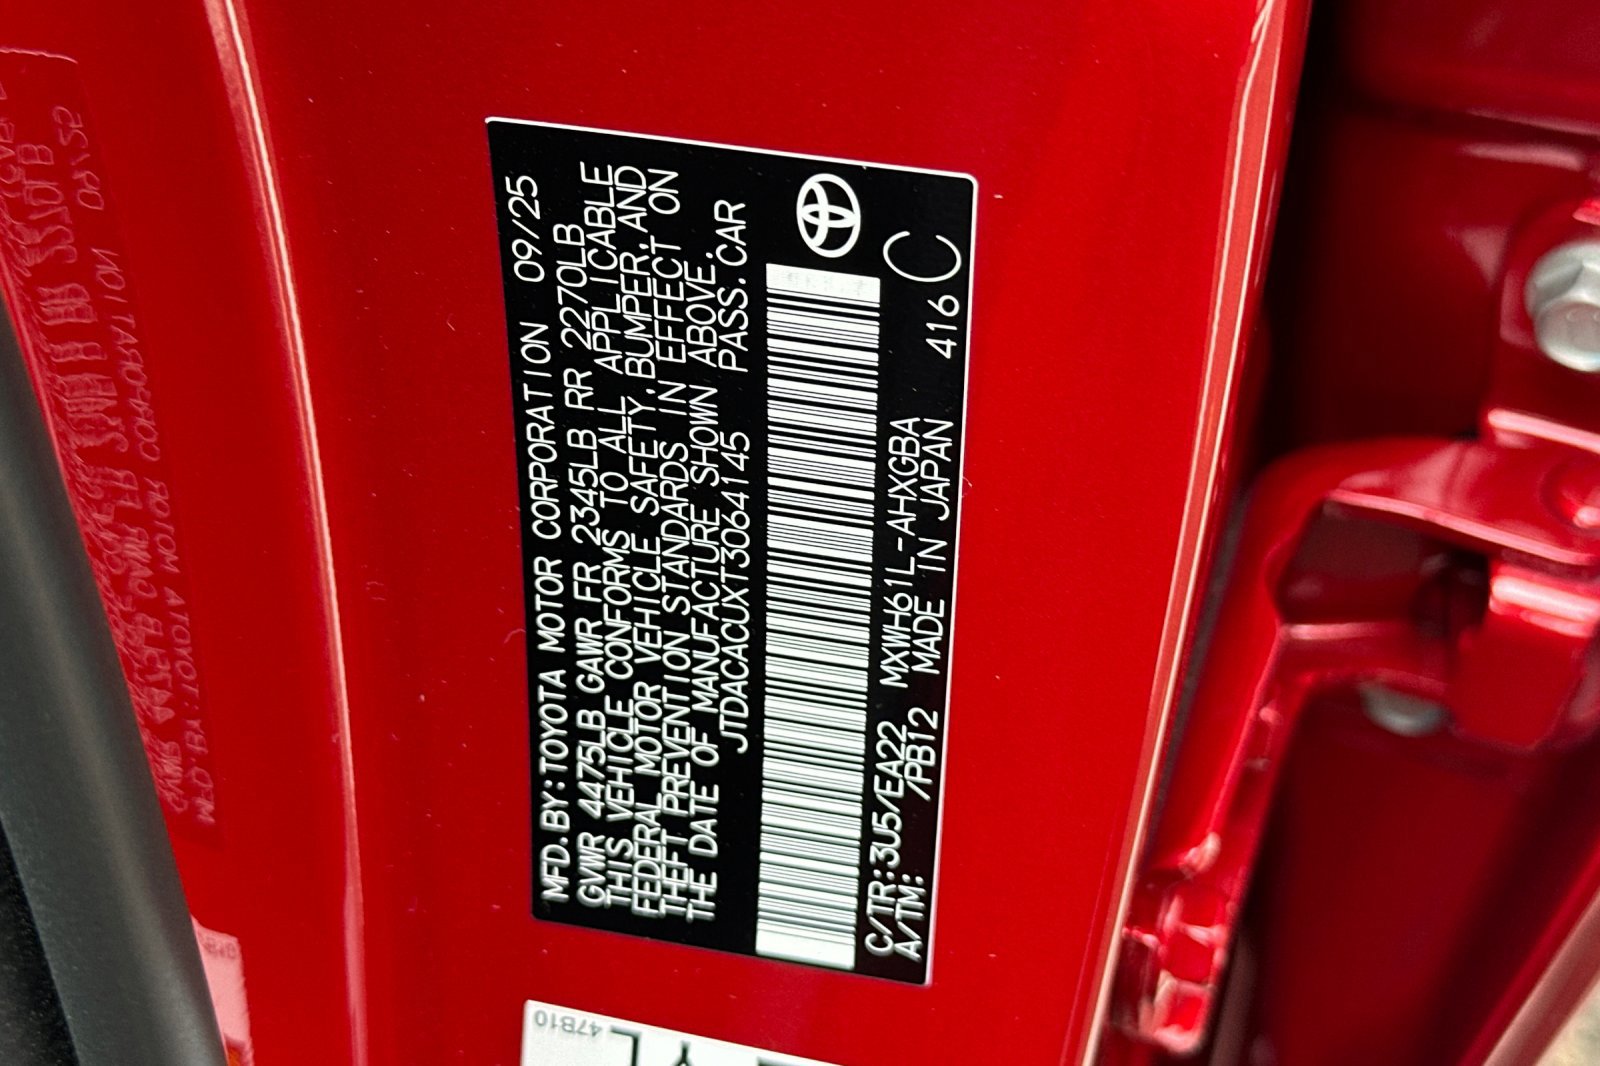 MFD.BY:TOYOTA MOTOR CORPORATION 09/25
GVWR 4475LB GAWR FR 2345LB RR 2270LB
THIS VEHICLE CONFORMS TO ALL APPLICABLE
FEDERAL MOTOR VEHICLE SAFETY,BUMPER,AND
THEFT PREVENTION STANDARDS IN EFFECT ON
THE DATE OF MANUFACTURE SHOWN ABOVE.
JTDACACUXT3064145 PASS.CAR
C/TR:3U5/EA22 MXWH61L-AHXGBA 416 C
A/TM: /PB12 MADE IN JAPAN
47B10